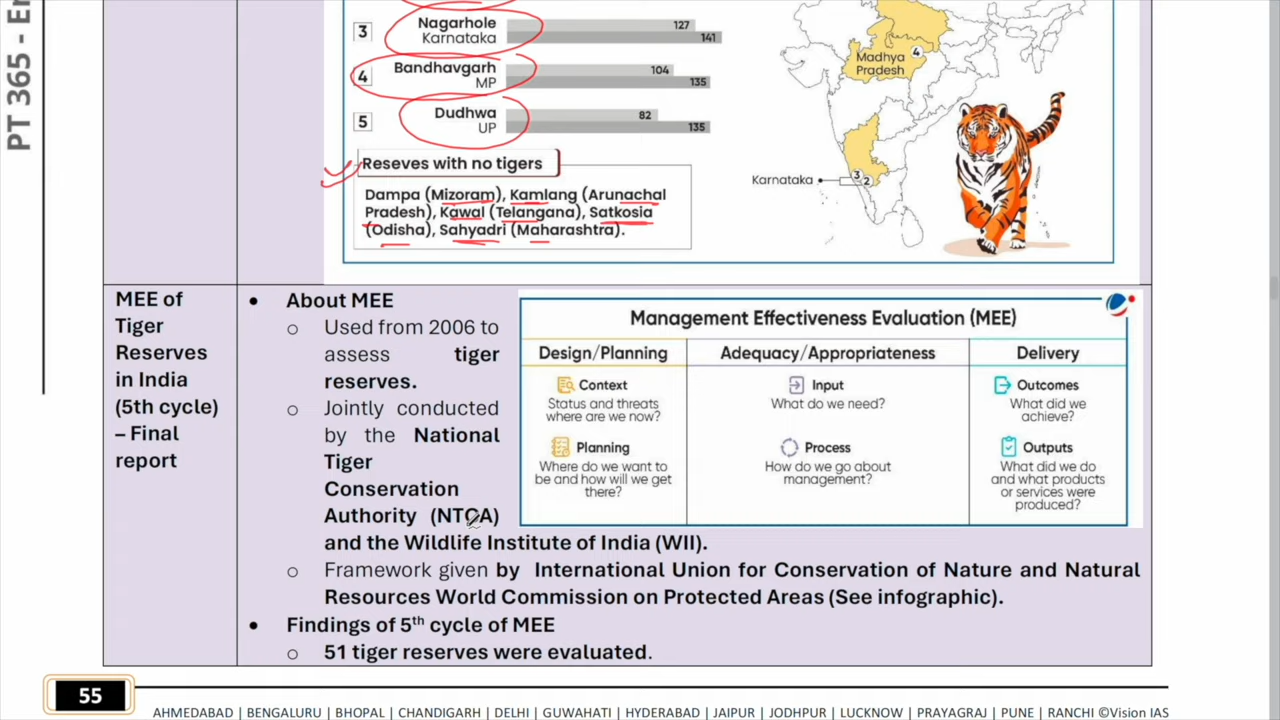 PT 365 - En
3 Nagarhole 127
Karnataka 141
4 Bandhavgarh 104
MP 135
5 Dudhwa 82
UP 135
Reseves with no tigers
Dampa (Mizoram), Kamlang (Arunachal
Pradesh), Kawal (Telangana), Satkosia
(Odisha), Sahyadri (Maharashtra).
Madhya
Pradesh
4
Karnataka
3 2
MEE of
Tiger
Reserves
in India
(5th cycle)
– Final
report
• About MEE
o Used from 2006 to
assess tiger
reserves.
o Jointly conducted
by the National
Tiger
Conservation
Authority (NTCA)
and the Wildlife Institute of India (WII).
o Framework given by International Union for Conservation of Nature and Natural
Resources World Commission on Protected Areas (See infographic).
• Findings of 5th cycle of MEE
o 51 tiger reserves were evaluated.
Management Effectiveness Evaluation (MEE)
Design/Planning
Context
Status and threats
where are we now?
Planning
Where do we want to
be and how will we get
there?
Adequacy/Appropriateness
Input
What do we need?
Process
How do we go about
management?
Delivery
Outcomes
What did we
achieve?
Outputs
What did we do
and what products
or services were
produced?
55
AHMEDABAD | BENGALURU | BHOPAL | CHANDIGARH | DELHI | GUWAHATI | HYDERABAD | JAIPUR | JODHPUR | LUCKNOW | PRAYAGRAJ | PUNE | RANCHI ©Vision IAS